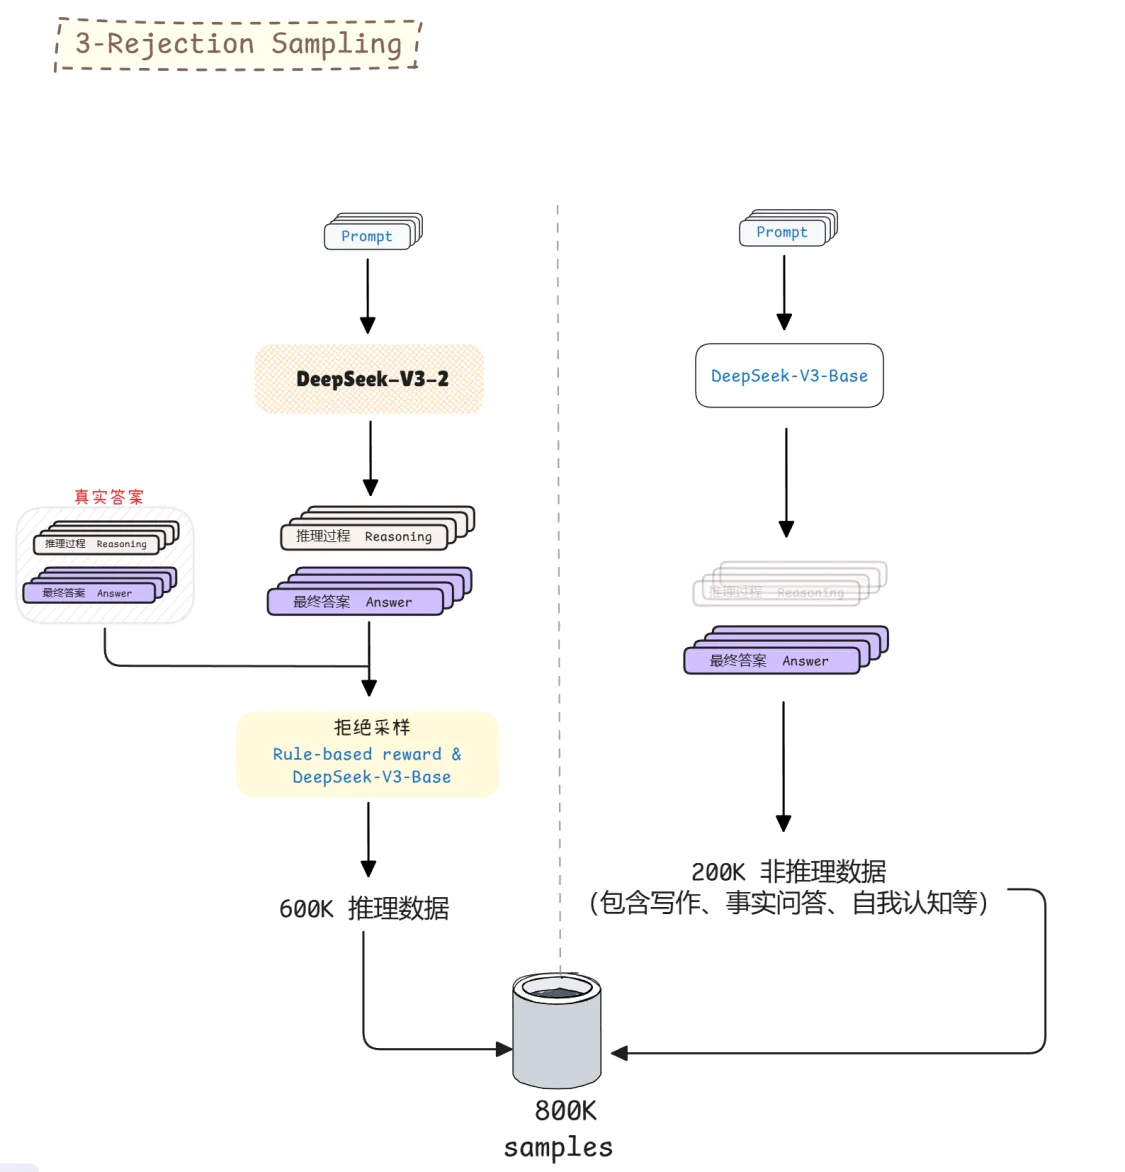 3-Rejection Sampling
Prompt
DeepSeek-V3-2
真实答案
推理过程 Reasoning
最终答案 Answer
推理过程 Reasoning
最终答案 Answer
拒绝采样
Rule-based reward &
DeepSeek-V3-Base
600K 推理数据
Prompt
DeepSeek-V3-Base
推理过程 Reasoning
最终答案 Answer
200K 非推理数据
(包含写作、事实问答、自我认知等)
800K
samples